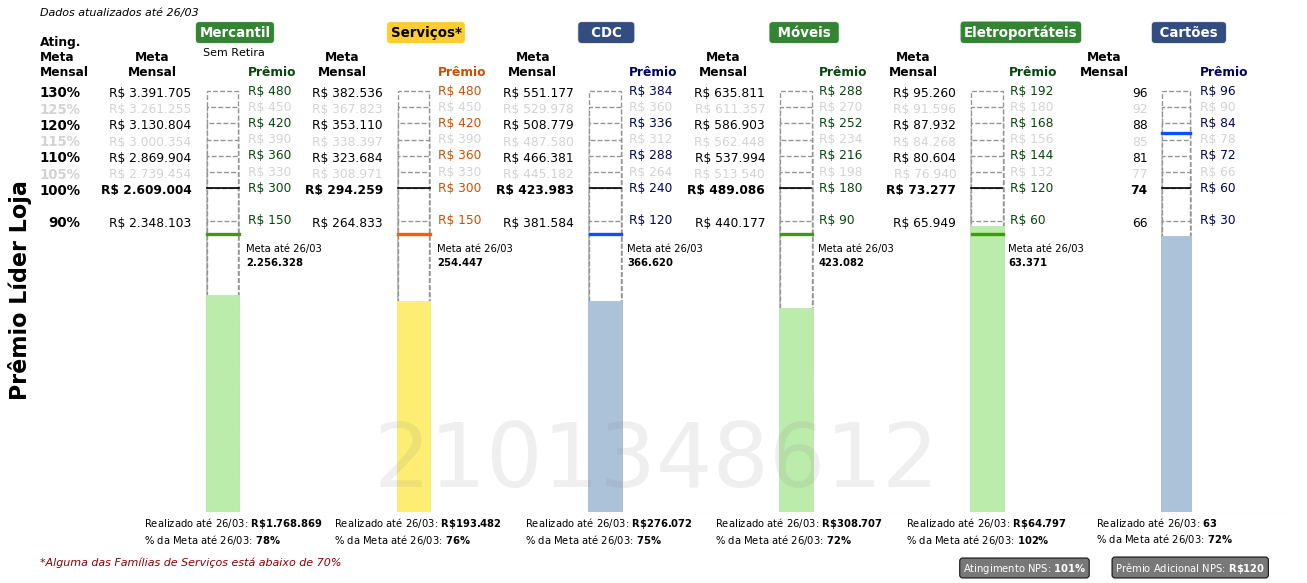 Dados atualizados até 26/03
Mercantil Serviços* CDC Móveis Eletroportáteis Cartões
Sem Retira
Ating. Meta Mensal Meta Mensal Prêmio Meta Mensal Prêmio Meta Mensal Prêmio Meta Mensal Prêmio Meta Mensal Prêmio Meta Mensal Prêmio
130% R$ 3.391.705 R$ 480 R$ 382.536 R$ 480 R$ 551.177 R$ 384 R$ 635.811 R$ 288 R$ 95.260 R$ 192 96 R$ 96
125% R$ 3.261.255 R$ 450 R$ 367.823 R$ 450 R$ 529.978 R$ 360 R$ 611.357 R$ 270 R$ 91.596 R$ 180 92 R$ 90
120% R$ 3.130.804 R$ 420 R$ 353.110 R$ 420 R$ 508.779 R$ 336 R$ 586.903 R$ 252 R$ 87.932 R$ 168 88 R$ 84
115% R$ 3.000.354 R$ 390 R$ 338.397 R$ 390 R$ 487.580 R$ 312 R$ 562.448 R$ 234 R$ 84.268 R$ 156 85 R$ 78
110% R$ 2.869.904 R$ 360 R$ 323.684 R$ 360 R$ 466.381 R$ 288 R$ 537.994 R$ 216 R$ 80.604 R$ 144 81 R$ 72
105% R$ 2.739.454 R$ 330 R$ 308.971 R$ 330 R$ 445.182 R$ 264 R$ 513.540 R$ 198 R$ 76.940 R$ 132 77 R$ 66
100% R$ 2.609.004 R$ 300 R$ 294.259 R$ 300 R$ 423.983 R$ 240 R$ 489.086 R$ 180 R$ 73.277 R$ 120 74 R$ 60
90% R$ 2.348.103 R$ 150 R$ 264.833 R$ 150 R$ 381.584 R$ 120 R$ 440.177 R$ 90 R$ 65.949 R$ 60 66 R$ 30
Meta até 26/03 Meta até 26/03 Meta até 26/03 Meta até 26/03 Meta até 26/03
2.256.328 254.447 366.620 423.082 63.371
Prêmio Líder Loja
2101348612
Realizado até 26/03: R$1.768.869 Realizado até 26/03: R$193.482 Realizado até 26/03: R$276.072 Realizado até 26/03: R$308.707 Realizado até 26/03: R$64.797 Realizado até 26/03: 63
% da Meta até 26/03: 78% % da Meta até 26/03: 76% % da Meta até 26/03: 75% % da Meta até 26/03: 72% % da Meta até 26/03: 102% % da Meta até 26/03: 72%
*Alguma das Famílias de Serviços está abaixo de 70% Atingimento NPS: 101% Prêmio Adicional NPS: R$120